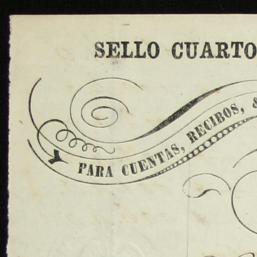 SELLO CUARTO
Y PARA CUENTAS, RECIBOS, &